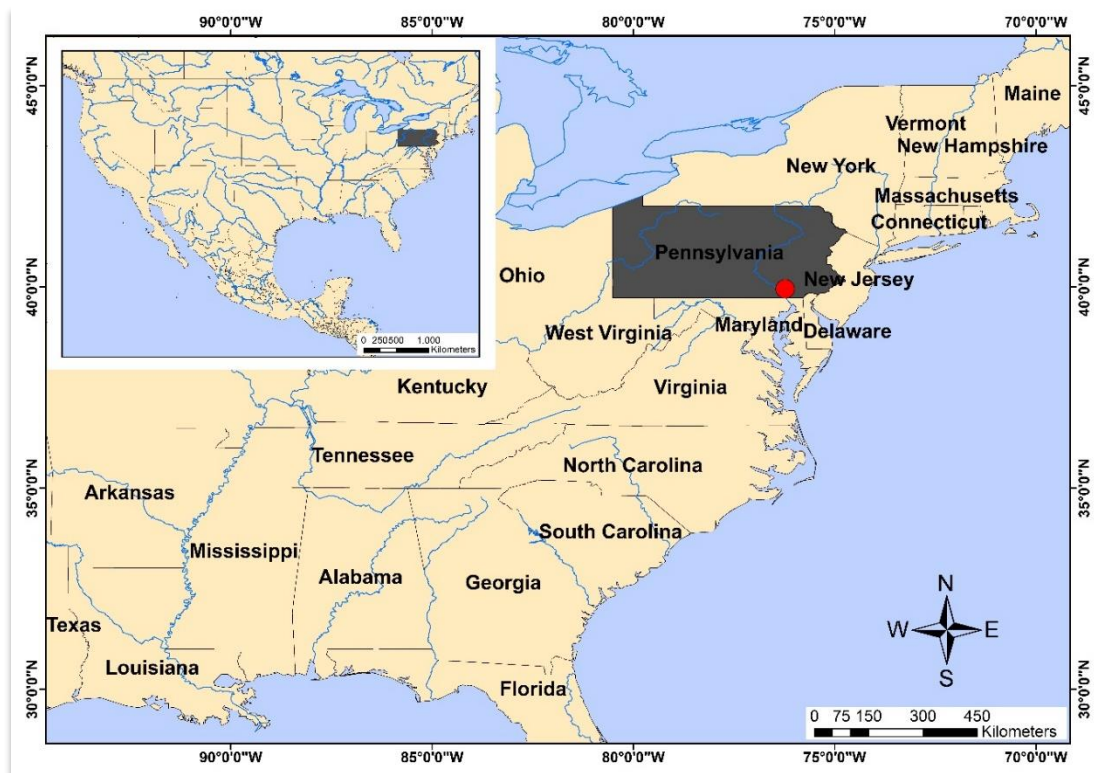 90°0'0"W 85°0'0"W 80°0'0"W 75°0'0"W 70°0'0"W
45°0'0"N
45°0'0"N
Maine
Vermont
New Hampshire
New York
Massachusetts
Connecticut
Pennsylvania
Ohio
New Jersey
40°0'0"N
40°0'0"N
0 250500 1.000
Kilometers
West Virginia
Maryland Delaware
Kentucky
Virginia
Tennessee
North Carolina
35°0'0"N
35°0'0"N
Arkansas
South Carolina
Mississippi
Alabama
Georgia
N
W E
S
Texas
Louisiana
Florida
30°0'0"N
30°0'0"N
0 75 150 300 450
Kilometers
90°0'0"W 85°0'0"W 80°0'0"W 75°0'0"W 70°0'0"W